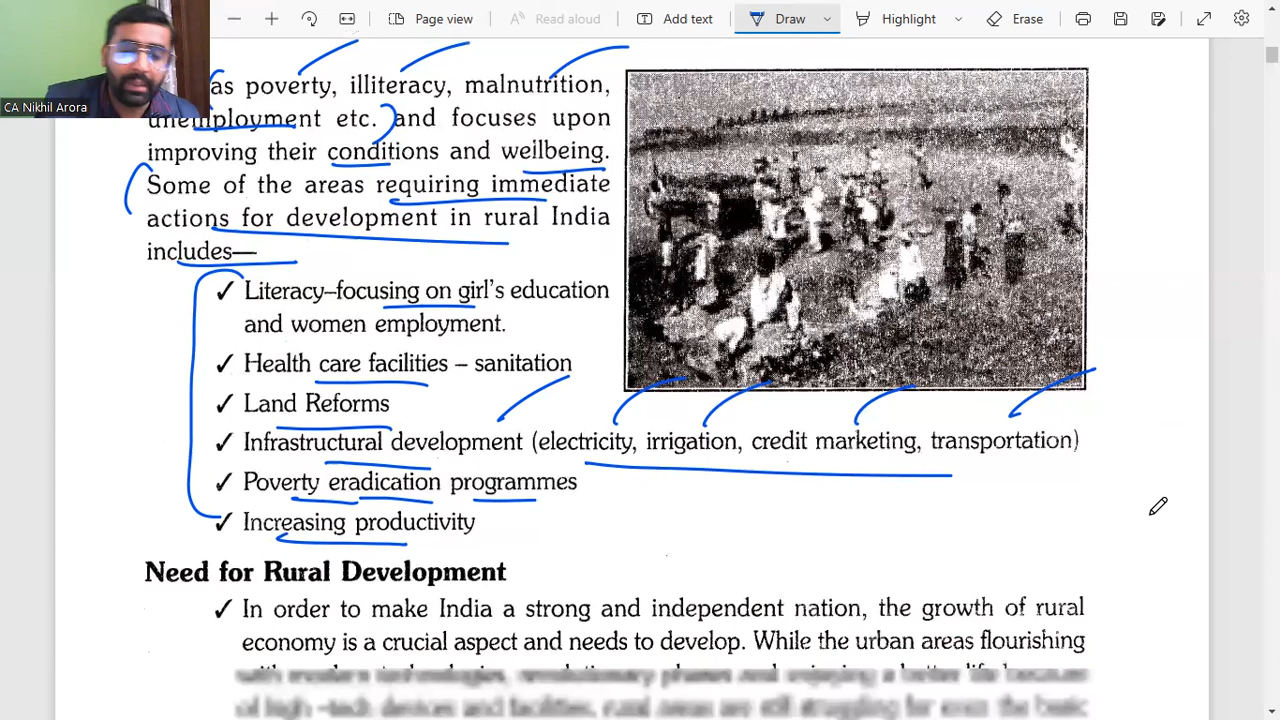 Page view
Read aloud
Add text
Draw
Highlight
Erase
CA Nikhil Arora
as poverty, illiteracy, malnutrition,
unemployment etc. and focuses upon
improving their conditions and wellbeing.
Some of the areas requiring immediate
actions for development in rural India
includes—
✓ Literacy–focusing on girl's education
and women employment.
✓ Health care facilities – sanitation
✓ Land Reforms
✓ Infrastructural development (electricity, irrigation, credit marketing, transportation)
✓ Poverty eradication programmes
✓ Increasing productivity
Need for Rural Development
✓ In order to make India a strong and independent nation, the growth of rural
economy is a crucial aspect and needs to develop. While the urban areas flourishing